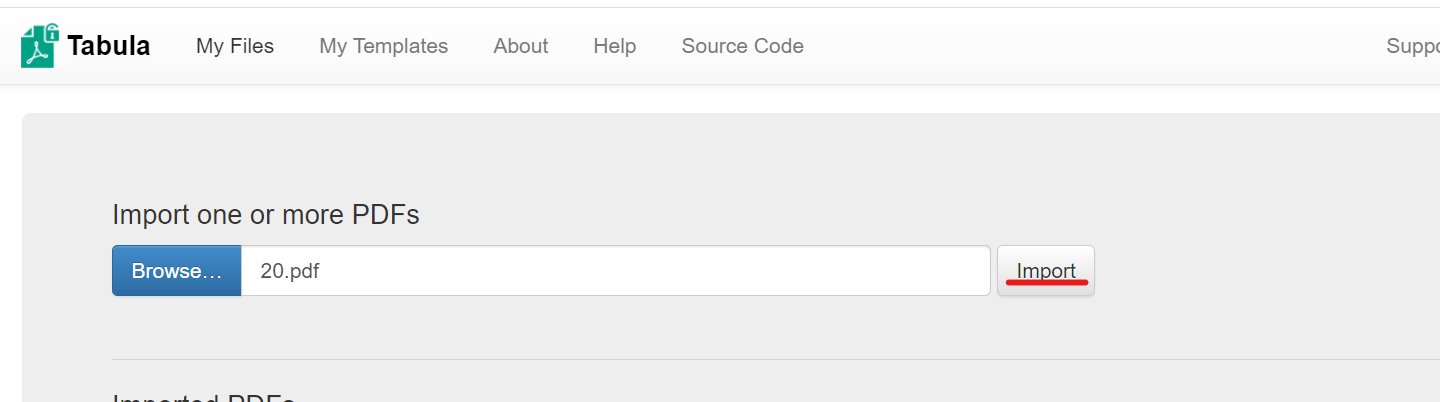 Tabula My Files My Templates About Help Source Code Suppo
Import one or more PDFs
Browse... 20.pdf Import
Imported PDFs